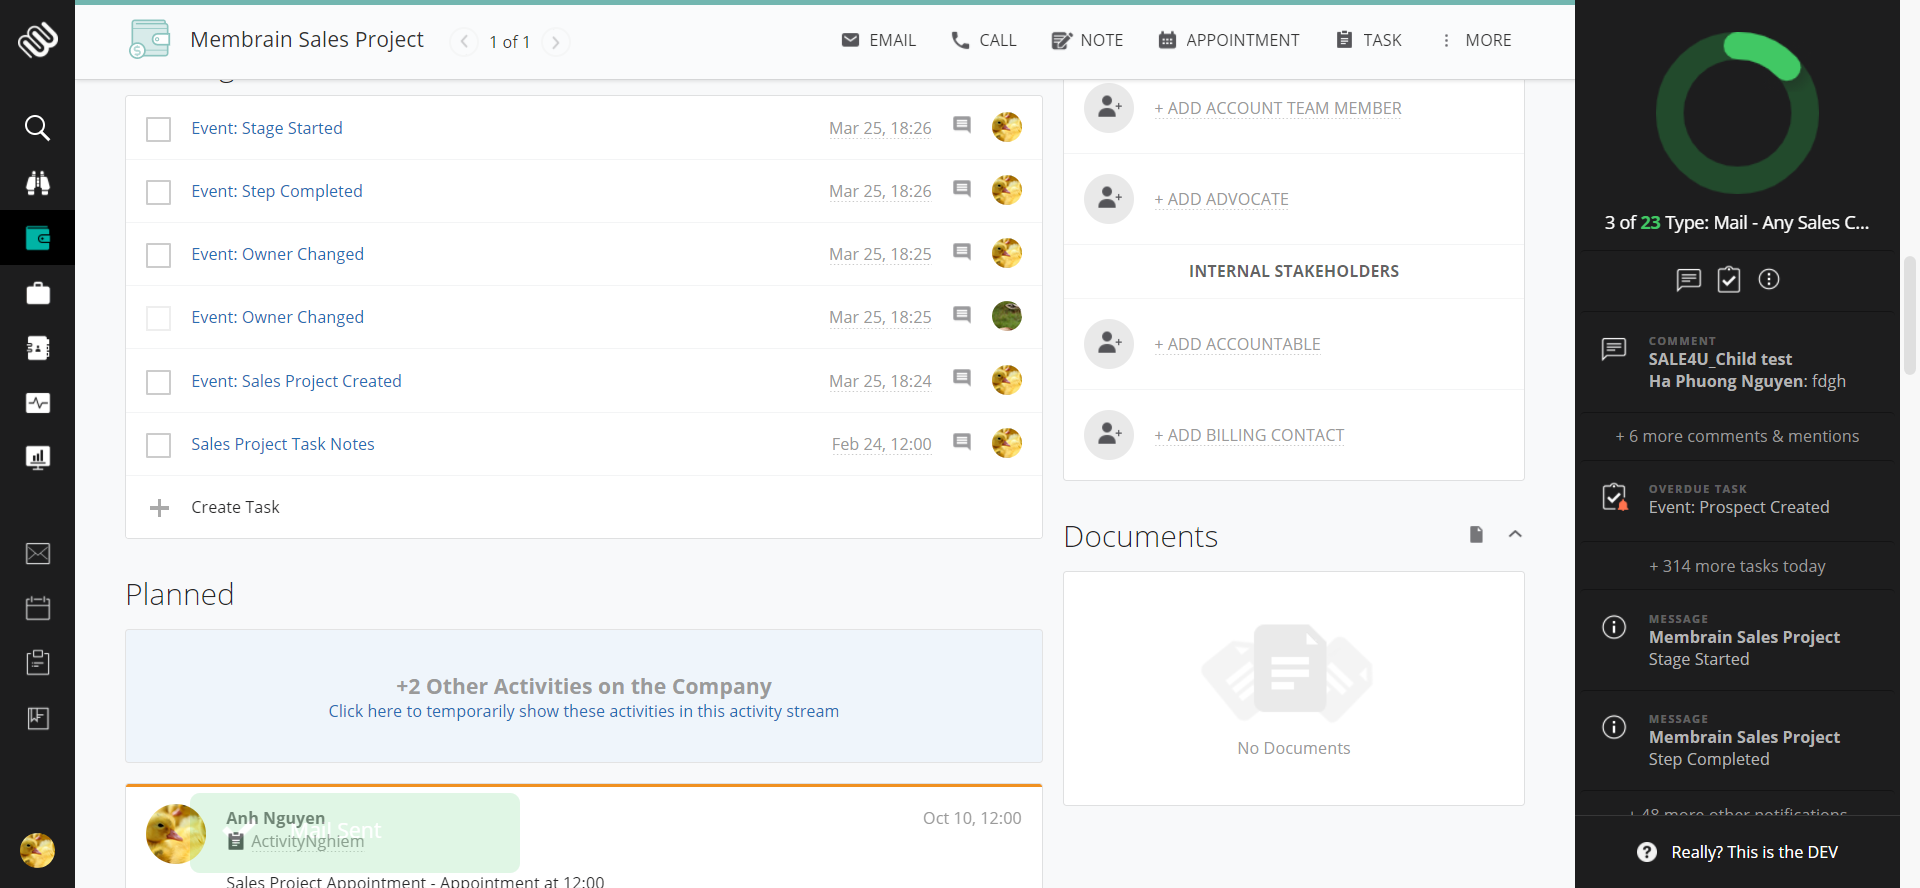 Membrain Sales Project
1 of 1
EMAIL
CALL
NOTE
APPOINTMENT
TASK
MORE
Event: Stage Started
Mar 25, 18:26
Event: Step Completed
Mar 25, 18:26
Event: Owner Changed
Mar 25, 18:25
Event: Owner Changed
Mar 25, 18:25
Event: Sales Project Created
Mar 25, 18:24
Sales Project Task Notes
Feb 24, 12:00
Create Task
Planned
+2 Other Activities on the Company
Click here to temporarily show these activities in this activity stream
Anh Nguyen
Oct 10, 12:00
Mail Sent
ActivityNghiem
Sales Project Appointment - Appointment at 12:00
+ ADD ACCOUNT TEAM MEMBER
+ ADD ADVOCATE
INTERNAL STAKEHOLDERS
+ ADD ACCOUNTABLE
+ ADD BILLING CONTACT
Documents
No Documents
3 of 23 Type: Mail - Any Sales C...
COMMENT
SALE4U_Child test
Ha Phuong Nguyen: fdgh
+ 6 more comments & mentions
OVERDUE TASK
Event: Prospect Created
+ 314 more tasks today
MESSAGE
Membrain Sales Project
Stage Started
MESSAGE
Membrain Sales Project
Step Completed
+ 48 more other notifications
Really? This is the DEV